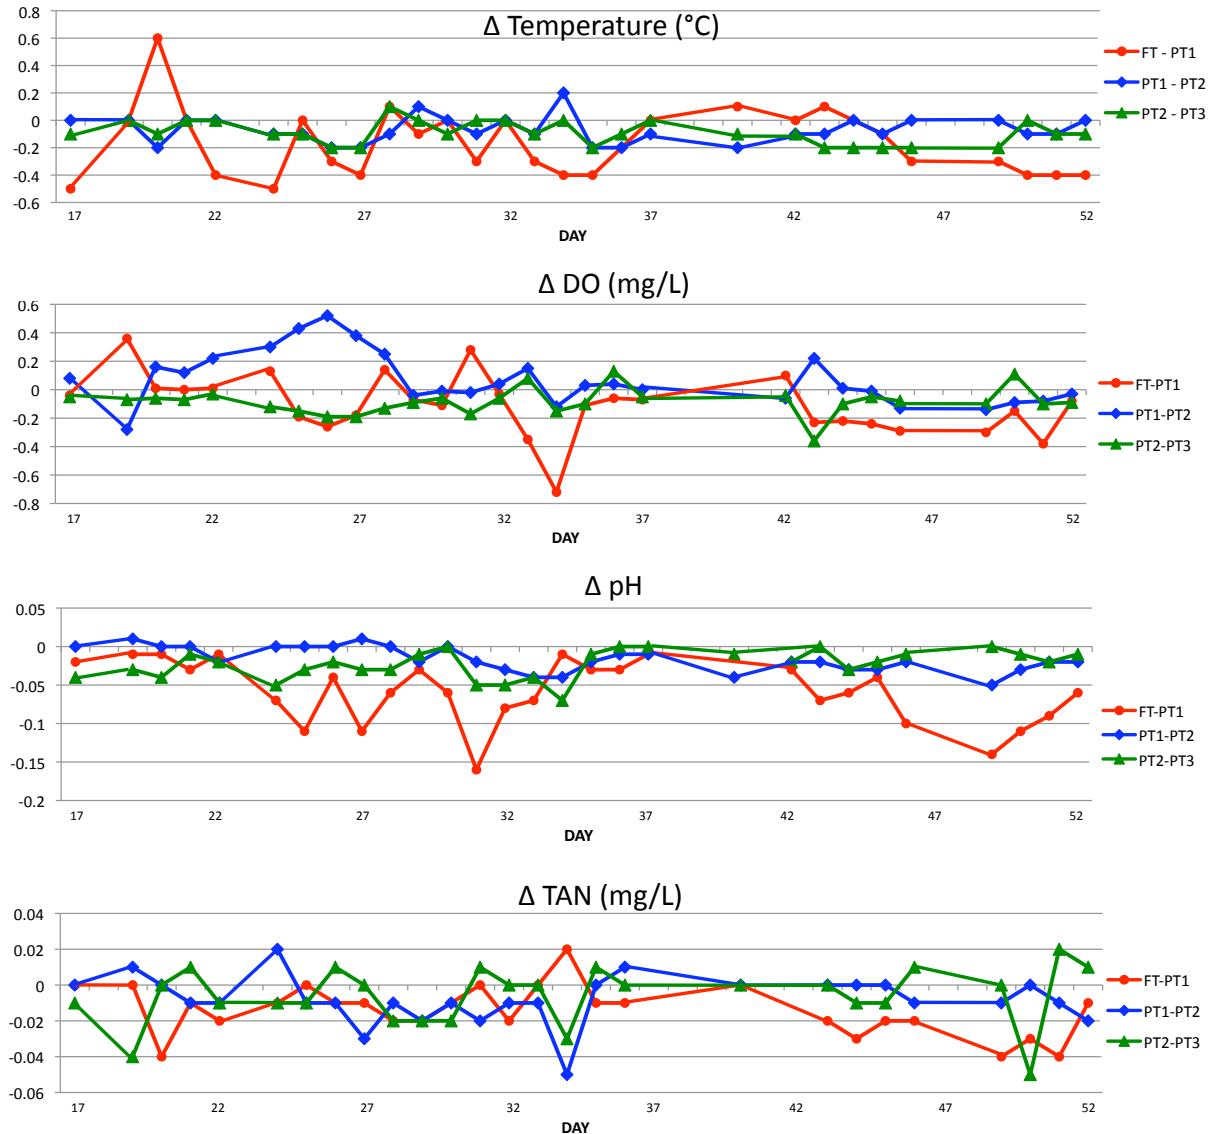 Δ Temperature (°C)
0.8
0.6
0.4
0.2
0
-0.2
-0.4
-0.6
17 22 27 32 37 42 47 52
DAY
FT - PT1
PT1 - PT2
PT2 - PT3
Δ DO (mg/L)
0.6
0.4
0.2
0
-0.2
-0.4
-0.6
-0.8
17 22 27 32 37 42 47 52
DAY
FT-PT1
PT1-PT2
PT2-PT3
Δ pH
0.05
0
-0.05
-0.1
-0.15
-0.2
17 22 27 32 37 42 47 52
DAY
FT-PT1
PT1-PT2
PT2-PT3
Δ TAN (mg/L)
0.04
0.02
0
-0.02
-0.04
-0.06
17 22 27 32 37 42 47 52
DAY
FT-PT1
PT1-PT2
PT2-PT3